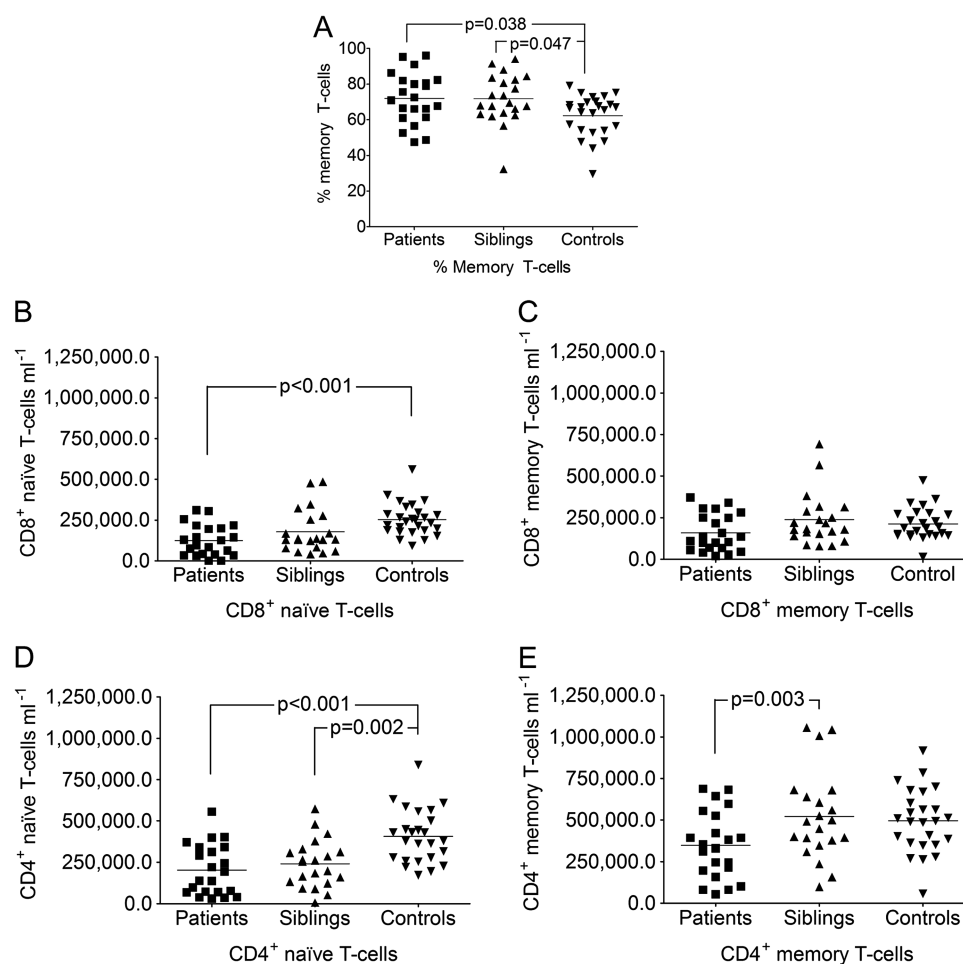 A
p=0.038
p=0.047
% memory T-cells
100
80
60
40
20
0
Patients Siblings Controls
% Memory T-cells
B
CD8+ naïve T-cells ml-1
1,250,000.0
1,000,000.0
750,000.0
500,000.0
250,000.0
0.0
p<0.001
Patients Siblings Controls
CD8+ naïve T-cells
C
CD8+ memory T-cells ml-1
1,250,000.0
1,000,000.0
750,000.0
500,000.0
250,000.0
0.0
Patients Siblings Control
CD8+ memory T-cells
D
CD4+ naïve T-cells ml-1
1,250,000.0
1,000,000.0
750,000.0
500,000.0
250,000.0
0.0
p<0.001
p=0.002
Patients Siblings Controls
CD4+ naïve T-cells
E
CD4+ memory T-cells ml-1
1,250,000.0
1,000,000.0
750,000.0
500,000.0
250,000.0
0.0
p=0.003
Patients Siblings Controls
CD4+ memory T-cells